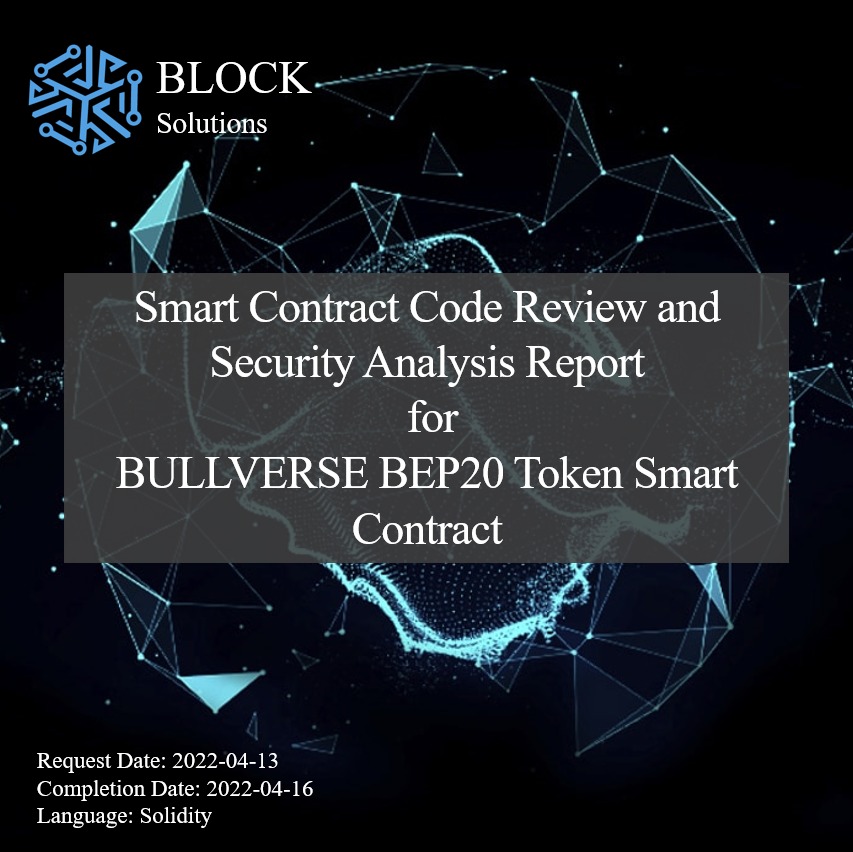 BLOCK
Solutions
Smart Contract Code Review and
Security Analysis Report
for
BULLVERSE BEP20 Token Smart
Contract
Request Date: 2022-04-13
Completion Date: 2022-04-16
Language: Solidity